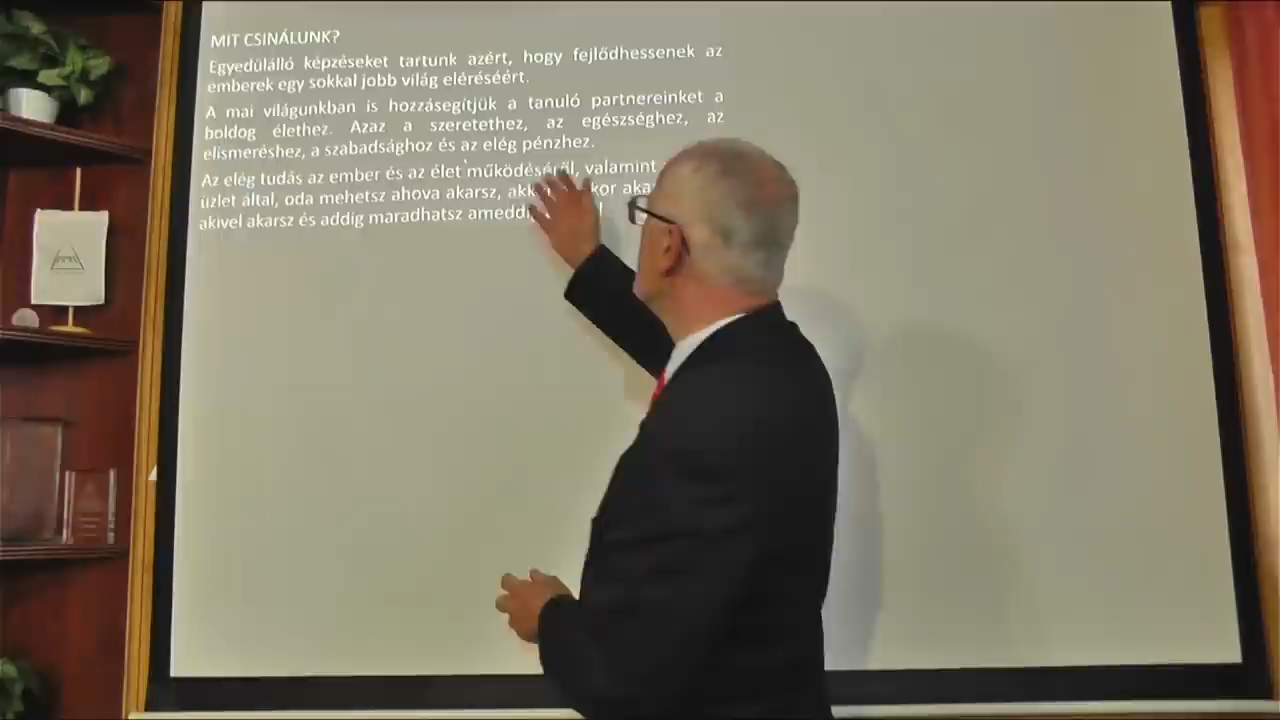 MIT CSINÁLUNK?
Egyedülálló képzéseket tartunk azért, hogy fejlődhessenek az
emberek egy sokkal jobb világ eléréséért.
A mai világunkban is hozzásegítjük a tanuló partnereinket a
boldog élethez. Azaz a szeretethez, az egészséghez, az
elismeréshez, a szabadsághoz és az elég pénzhez.
Az elég tudás az ember és az élet működéséről, valamint
üzlet által, oda mehetsz ahova akarsz,
akivel akarsz és addig maradhatsz